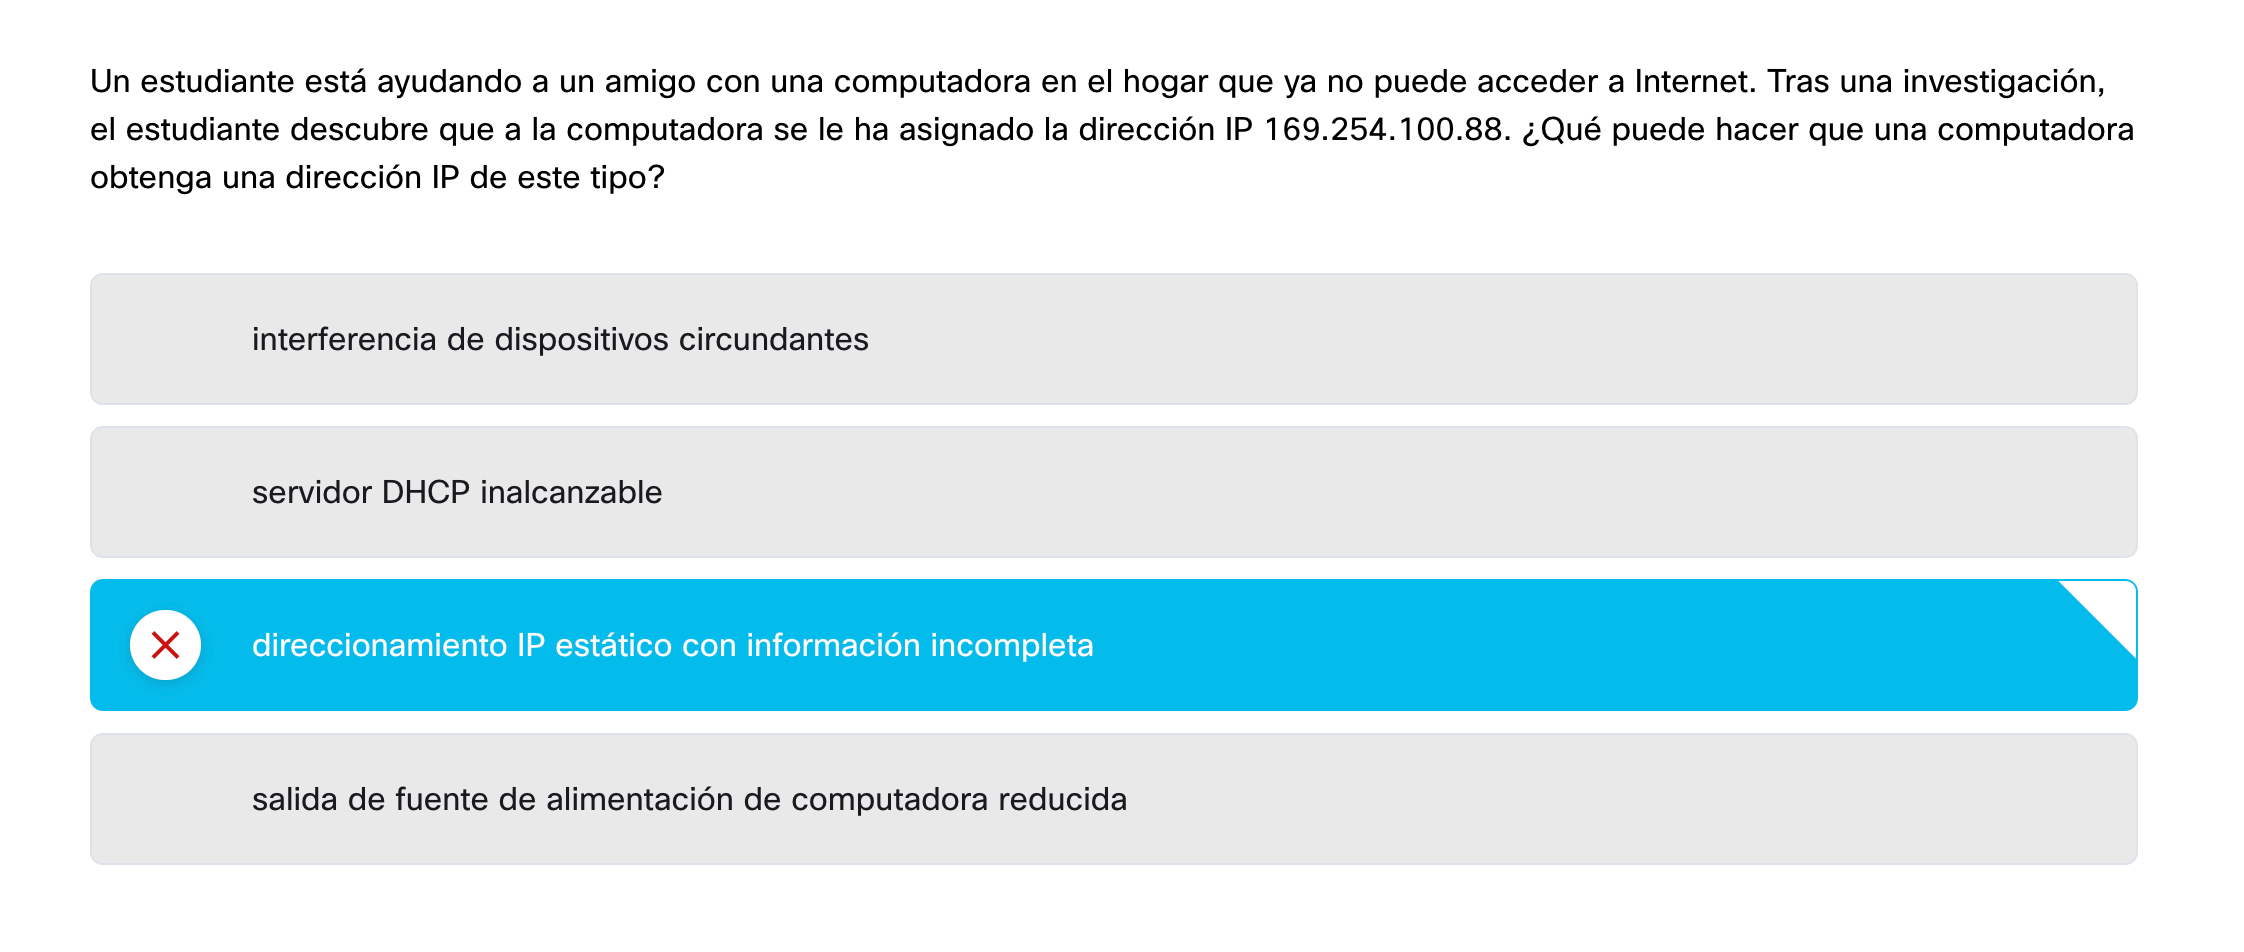 Un estudiante está ayudando a un amigo con una computadora en el hogar que ya no puede acceder a Internet. Tras una investigación,
el estudiante descubre que a la computadora se le ha asignado la dirección IP 169.254.100.88. ¿Qué puede hacer que una computadora
obtenga una dirección IP de este tipo?
interferencia de dispositivos circundantes
servidor DHCP inalcanzable
direccionamiento IP estático con información incompleta
salida de fuente de alimentación de computadora reducida